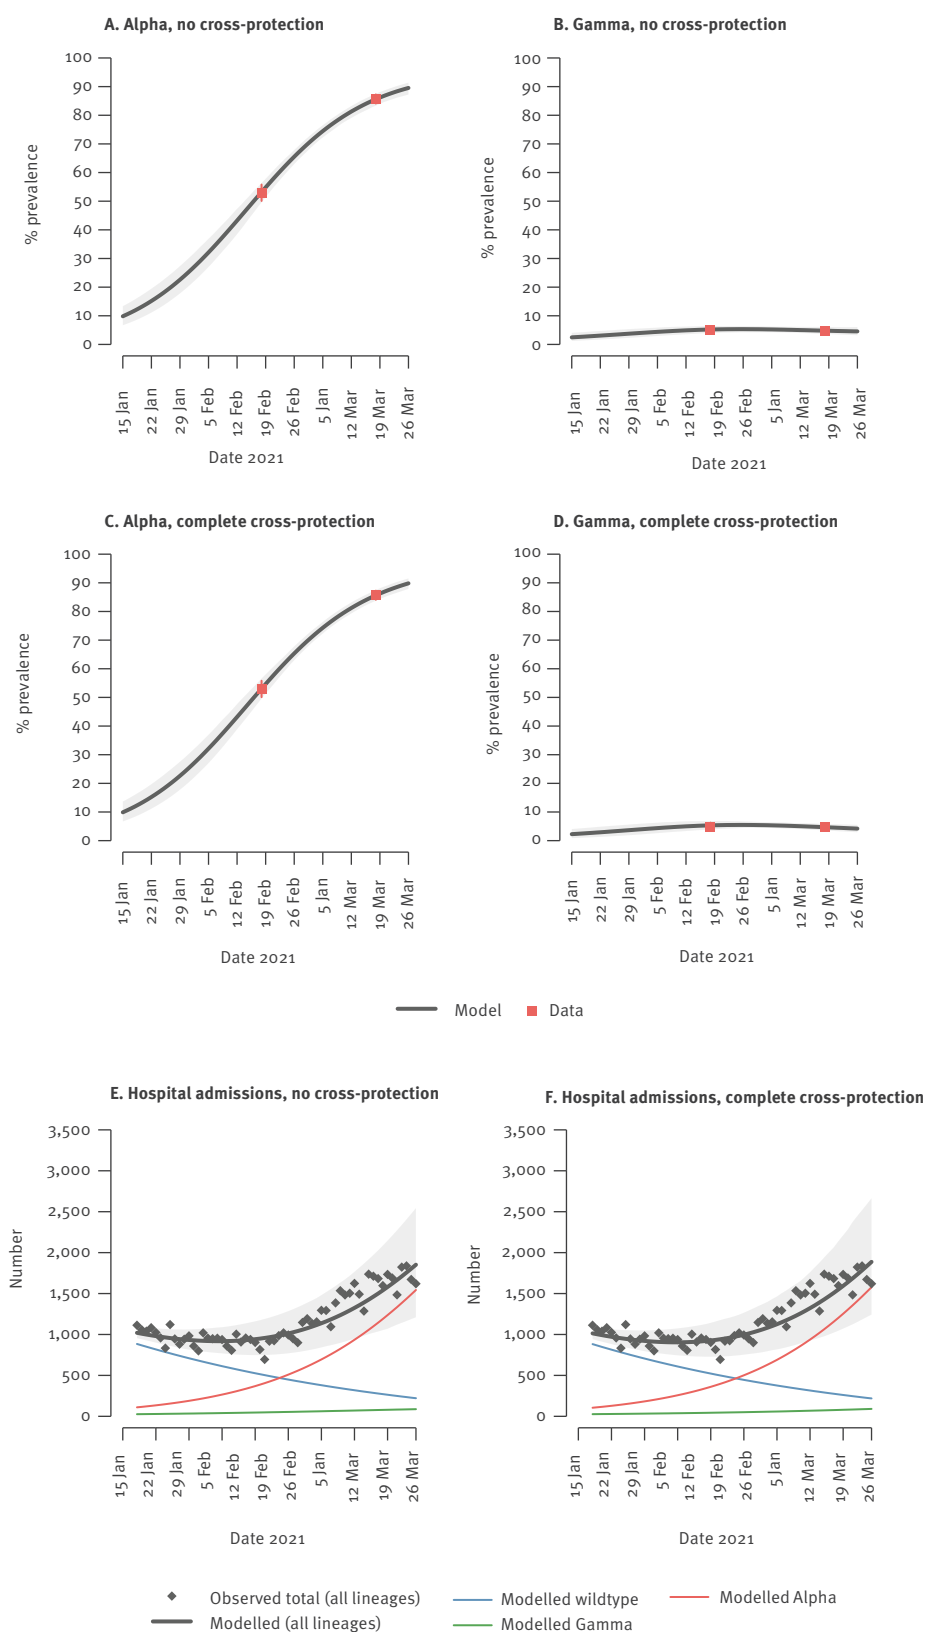 A. Alpha, no cross-protection
100
90
80
70
60
50
40
30
20
10
0
% prevalence
15 Jan
22 Jan
29 Jan
5 Feb
12 Feb
19 Feb
26 Feb
5 Jan
12 Mar
19 Mar
26 Mar
Date 2021
B. Gamma, no cross-protection
100
90
80
70
60
50
40
30
20
10
0
% prevalence
15 Jan
22 Jan
29 Jan
5 Feb
12 Feb
19 Feb
26 Feb
5 Jan
12 Mar
19 Mar
26 Mar
Date 2021
C. Alpha, complete cross-protection
100
90
80
70
60
50
40
30
20
10
0
% prevalence
15 Jan
22 Jan
29 Jan
5 Feb
12 Feb
19 Feb
26 Feb
5 Jan
12 Mar
19 Mar
26 Mar
Date 2021
D. Gamma, complete cross-protection
100
90
80
70
60
50
40
30
20
10
0
% prevalence
15 Jan
22 Jan
29 Jan
5 Feb
12 Feb
19 Feb
26 Feb
5 Jan
12 Mar
19 Mar
26 Mar
Date 2021
Model
Data
E. Hospital admissions, no cross-protection
3,500
3,000
2,500
2,000
1,500
1,000
500
0
Number
15 Jan
22 Jan
29 Jan
5 Feb
12 Feb
19 Feb
26 Feb
5 Jan
12 Mar
19 Mar
26 Mar
Date 2021
F. Hospital admissions, complete cross-protection
3,500
3,000
2,500
2,000
1,500
1,000
500
0
Number
15 Jan
22 Jan
29 Jan
5 Feb
12 Feb
19 Feb
26 Feb
5 Jan
12 Mar
19 Mar
26 Mar
Date 2021
Observed total (all lineages)
Modelled (all lineages)
Modelled wildtype
Modelled Gamma
Modelled Alpha